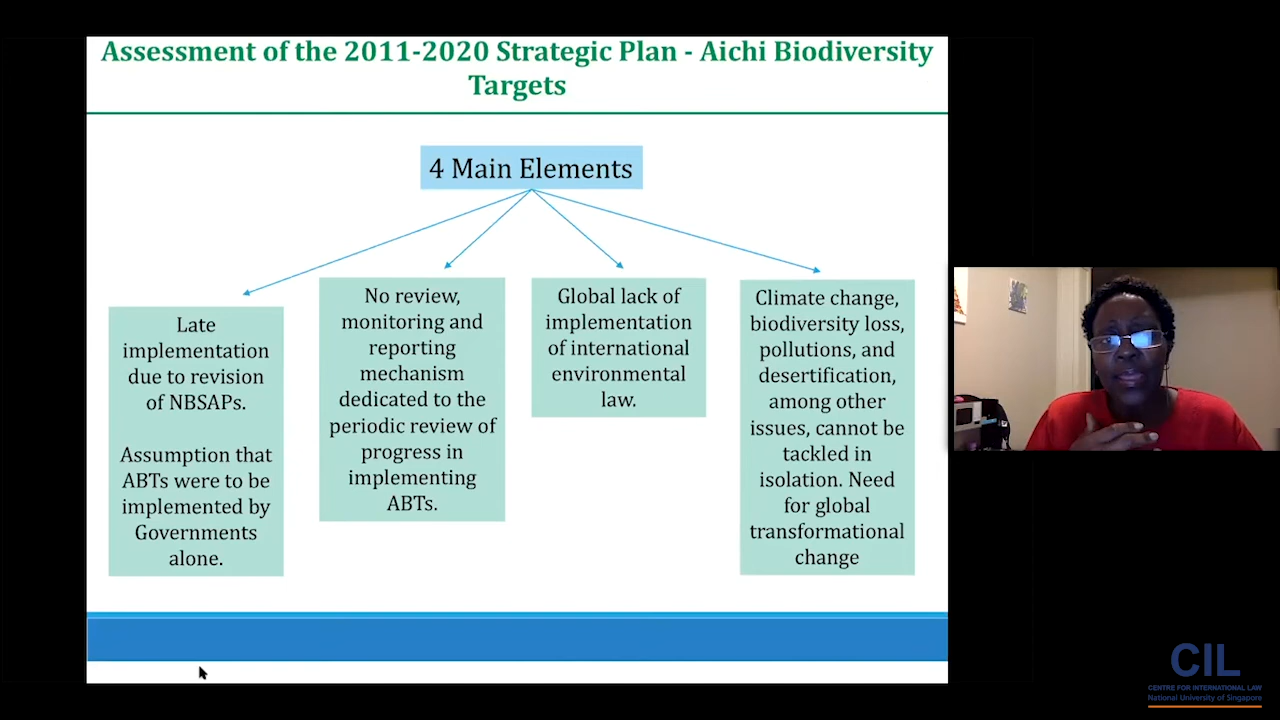 Assessment of the 2011-2020 Strategic Plan - Aichi Biodiversity
Targets
4 Main Elements
Late
implementation
due to revision
of NBSAPs.
Assumption that
ABTs were to be
implemented by
Governments
alone.
No review,
monitoring and
reporting
mechanism
dedicated to the
periodic review of
progress in
implementing
ABTs.
Global lack of
implementation
of international
environmental
law.
Climate change,
biodiversity loss,
pollutions, and
desertification,
among other
issues, cannot be
tackled in
isolation. Need
for global
transformational
change
CIL
CENTRE FOR INTERNATIONAL LAW
National University of Singapore